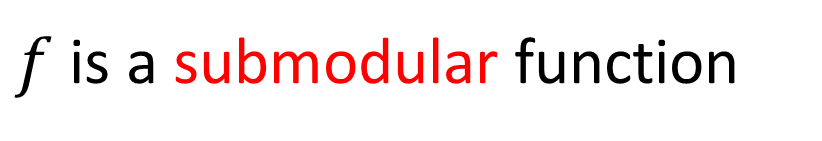 f is a submodular function